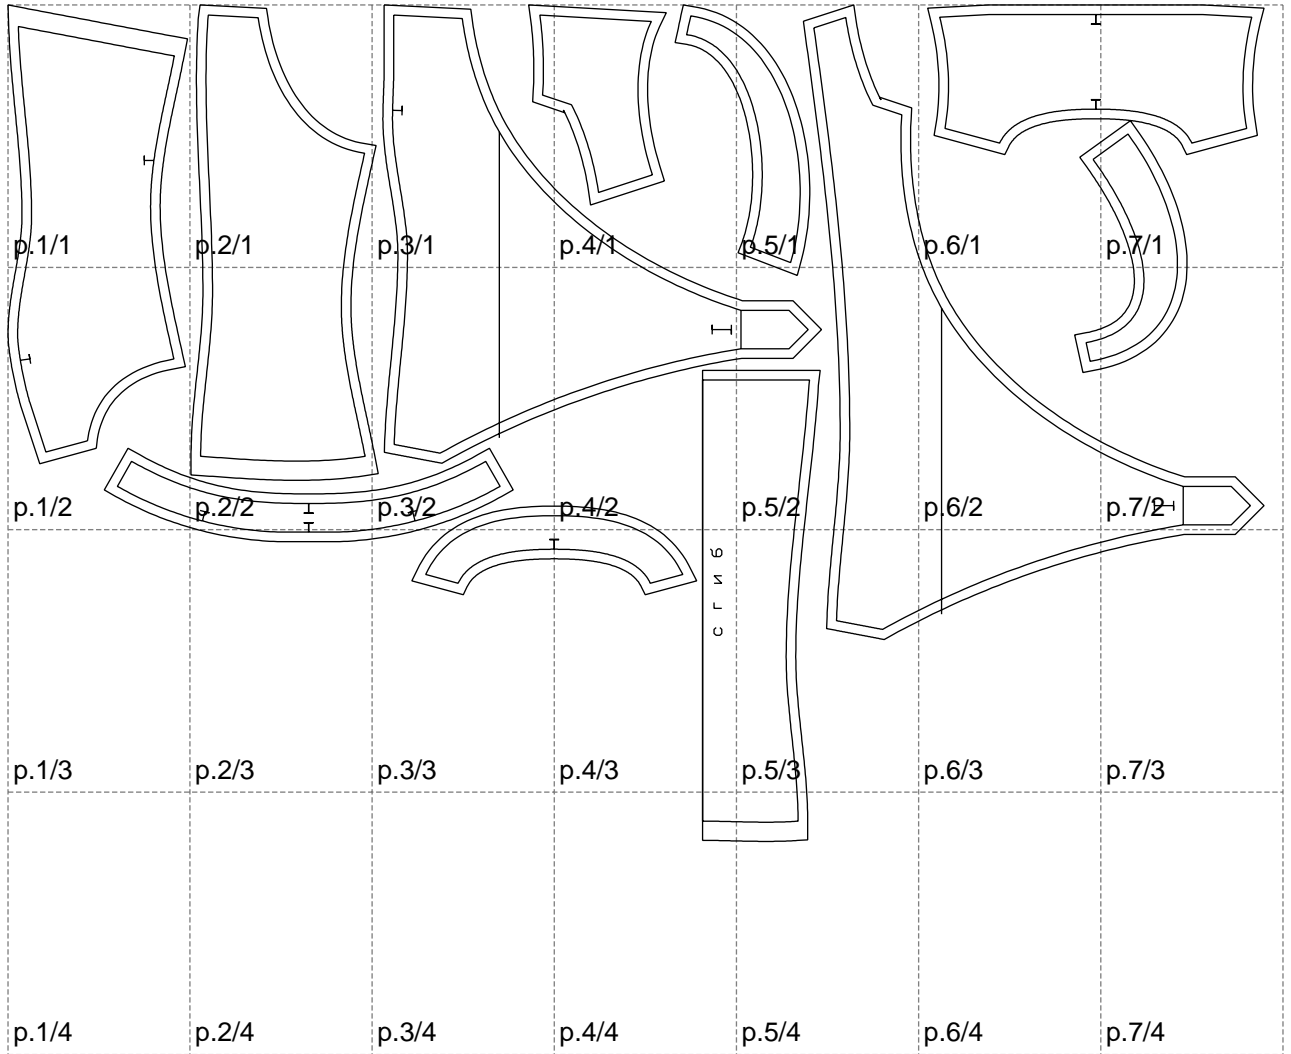 p.1/1 p.2/1 p.3/1 p.4/1 p.5/1 p.6/1 p.7/1
p.1/2 p.2/2 p.3/2 p.4/2 p.5/2 p.6/2 p.7/2
сгиб
p.1/3 p.2/3 p.3/3 p.4/3 p.5/3 p.6/3 p.7/3
p.1/4 p.2/4 p.3/4 p.4/4 p.5/4 p.6/4 p.7/4